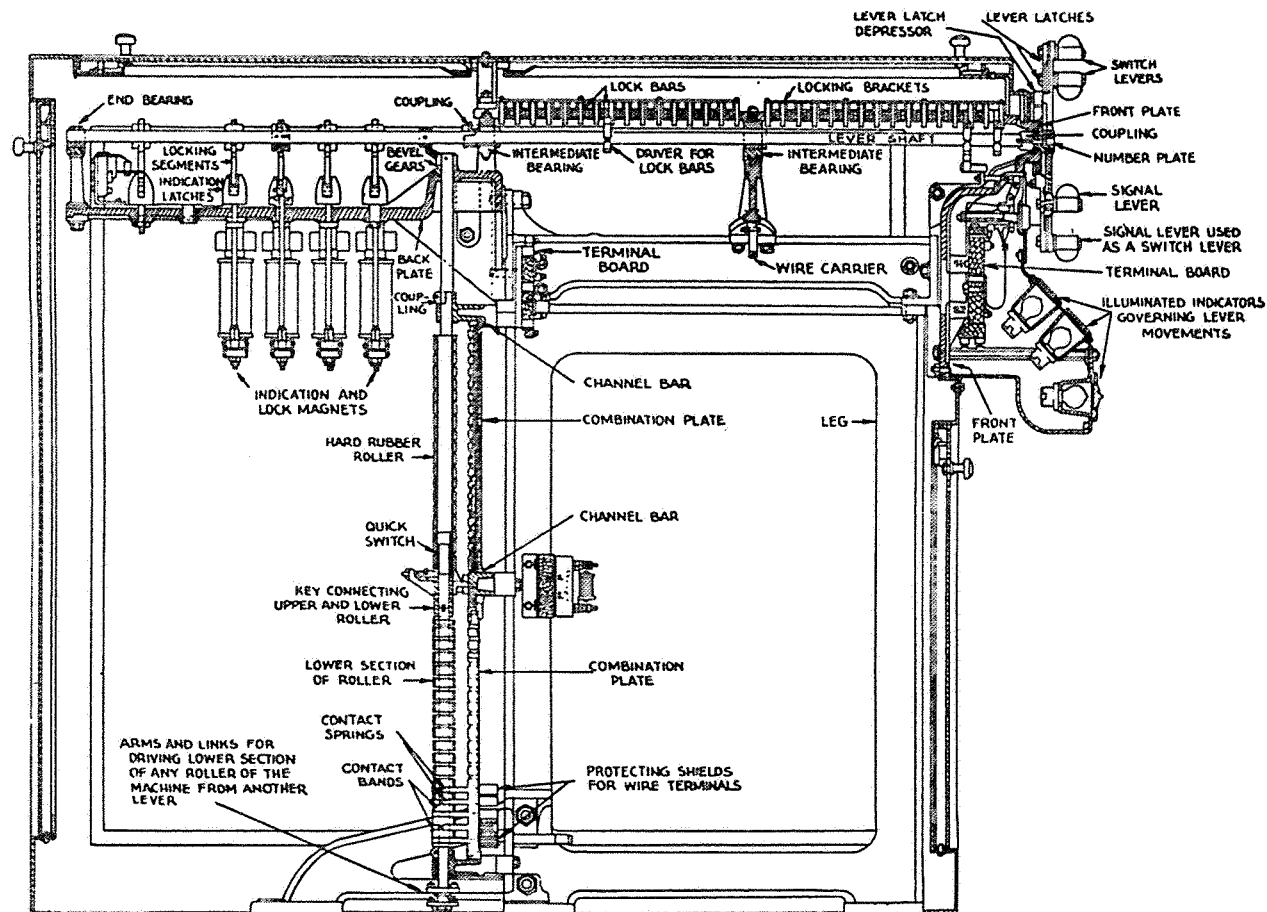 LEVER LATCH
DEPRESSOR
LEVER LATCHES
SWITCH
LEVERS
END BEARING
COUPLING
LOCK BARS
LOCKING BRACKETS
FRONT PLATE
COUPLING
NUMBER PLATE
LEVER SHAFT
LOCKING
SEGMENTS
INDICATION
LATCHES
BEVEL
GEARS
INTERMEDIATE
BEARING
DRIVER FOR
LOCK BARS
INTERMEDIATE
BEARING
SIGNAL
LEVER
SIGNAL LEVER USED
AS A SWITCH LEVER
BACK
PLATE
TERMINAL
BOARD
WIRE CARRIER
TERMINAL BOARD
COUP-
LING
ILLUMINATED INDICATORS
GOVERNING LEVER
MOVEMENTS
INDICATION AND
LOCK MAGNETS
CHANNEL BAR
COMBINATION PLATE
LEG
FRONT
PLATE
HARD RUBBER
ROLLER
QUICK
SWITCH
CHANNEL BAR
KEY CONNECTING
UPPER AND LOWER
ROLLER
LOWER SECTION
OF ROLLER
COMBINATION
PLATE
CONTACT
SPRINGS
ARMS AND LINKS FOR
DRIVING LOWER SECTION
OF ANY ROLLER OF THE
MACHINE FROM ANOTHER
LEVER
CONTACT
BANDS
PROTECTING SHIELDS
FOR WIRE TERMINALS